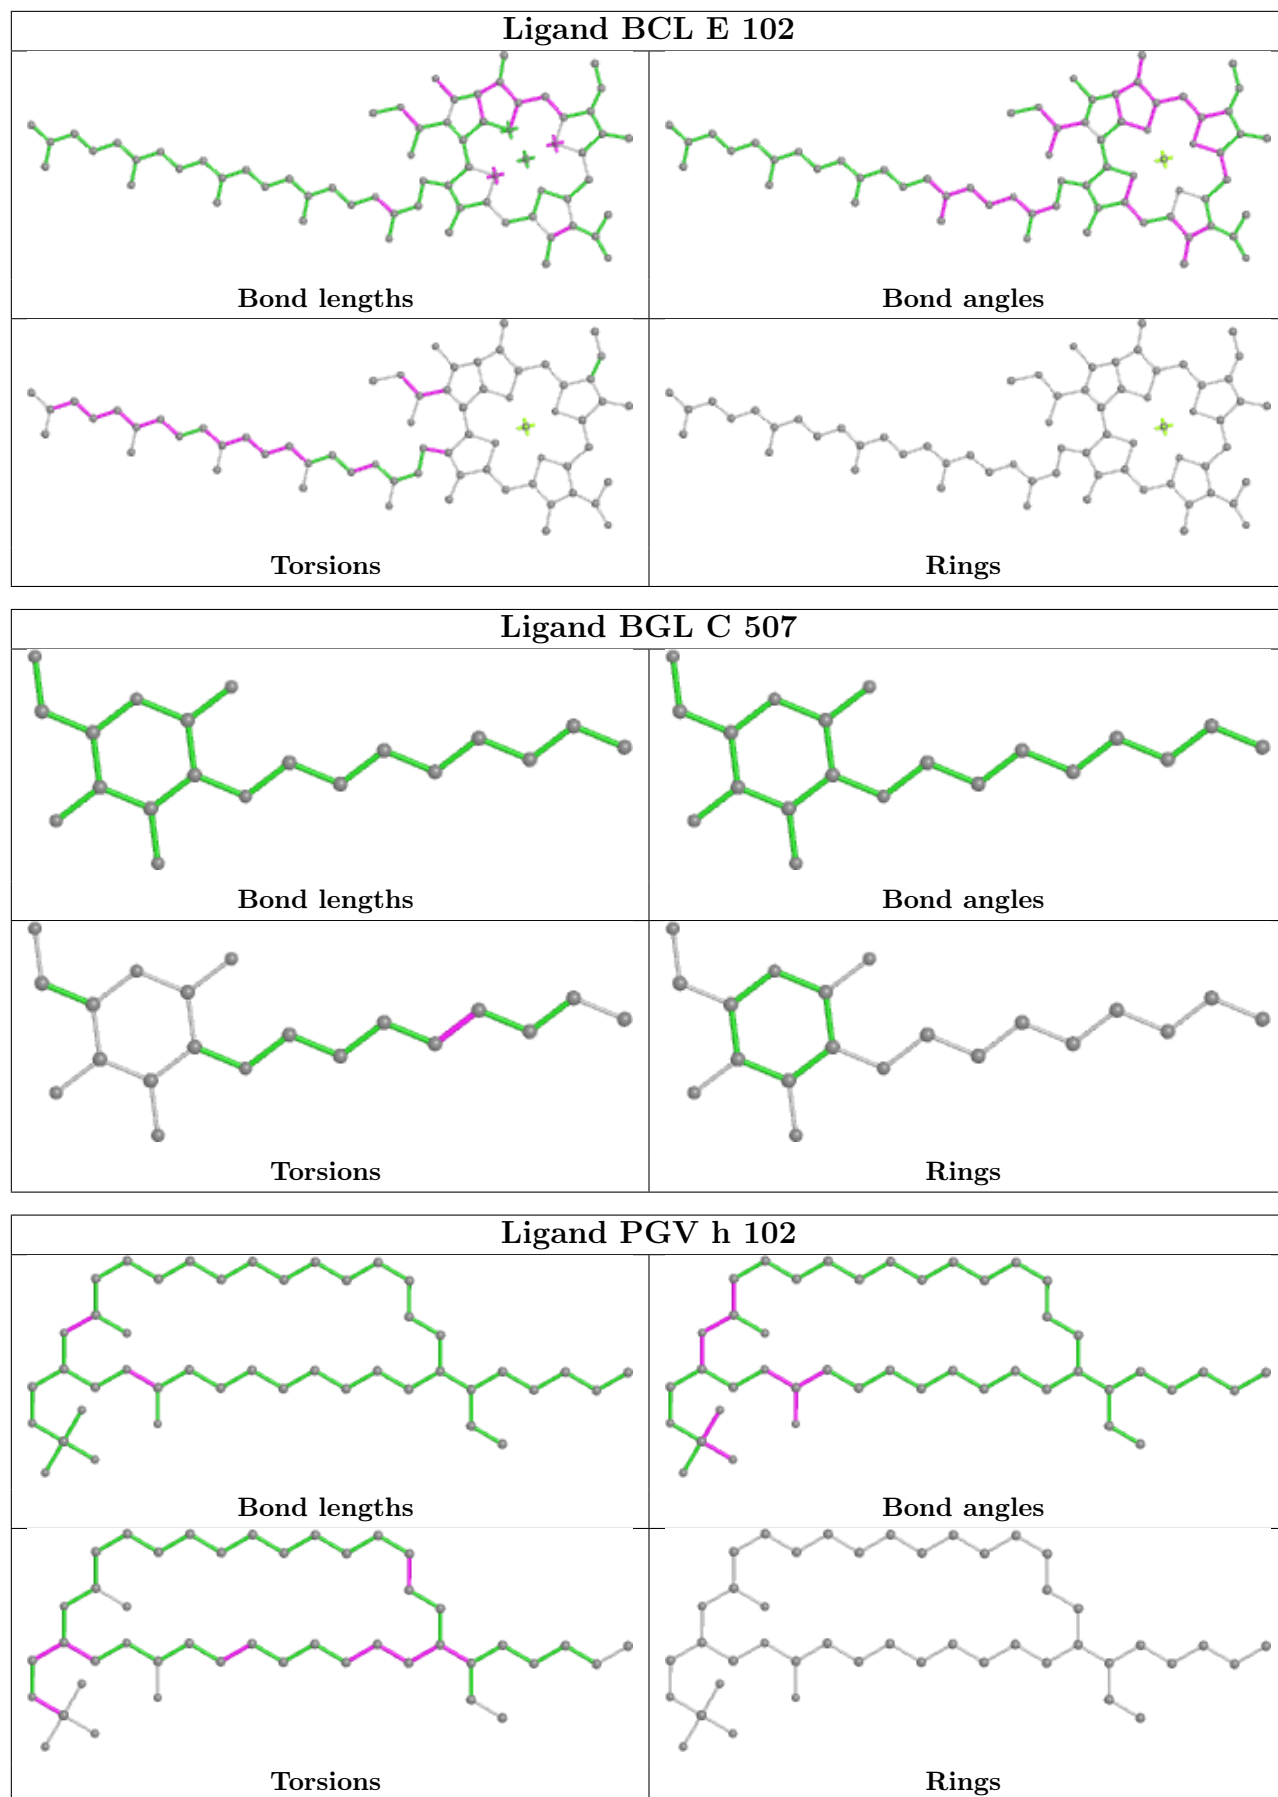 Ligand BCL E 102
Bond lengths
Bond angles
Torsions
Rings
Ligand BGL C 507
Bond lengths
Bond angles
Torsions
Rings
Ligand PGV h 102
Bond lengths
Bond angles
Torsions
Rings